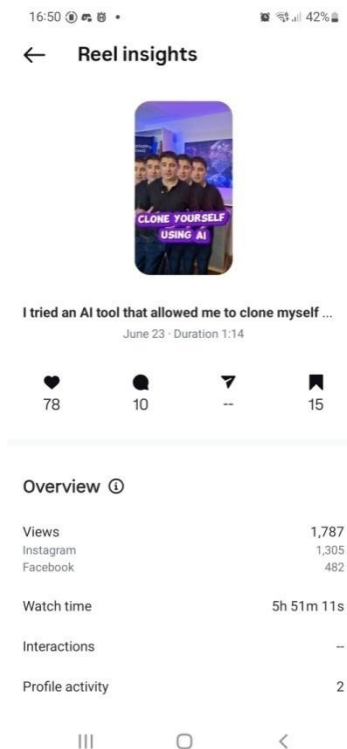 16:50
42%
Reel insights
CLONE YOURSELF
USING AI
I tried an AI tool that allowed me to clone myself ...
June 23 · Duration 1:14
78 10 -- 15
Overview
Views 1,787
Instagram 1,305
Facebook 482
Watch time 5h 51m 11s
Interactions --
Profile activity 2